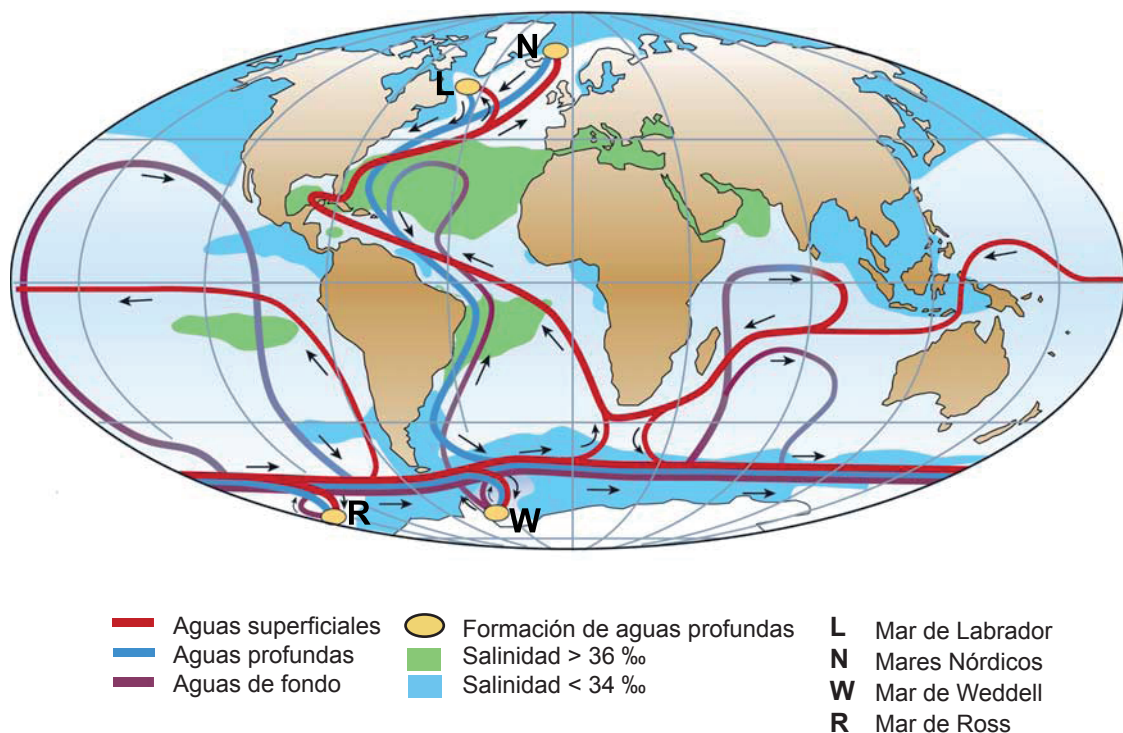 N
L
R
W
Aguas superficiales
Aguas profundas
Aguas de fondo
Formación de aguas profundas
Salinidad > 36 ‰
Salinidad < 34 ‰
L Mar de Labrador
N Mares Nórdicos
W Mar de Weddell
R Mar de Ross